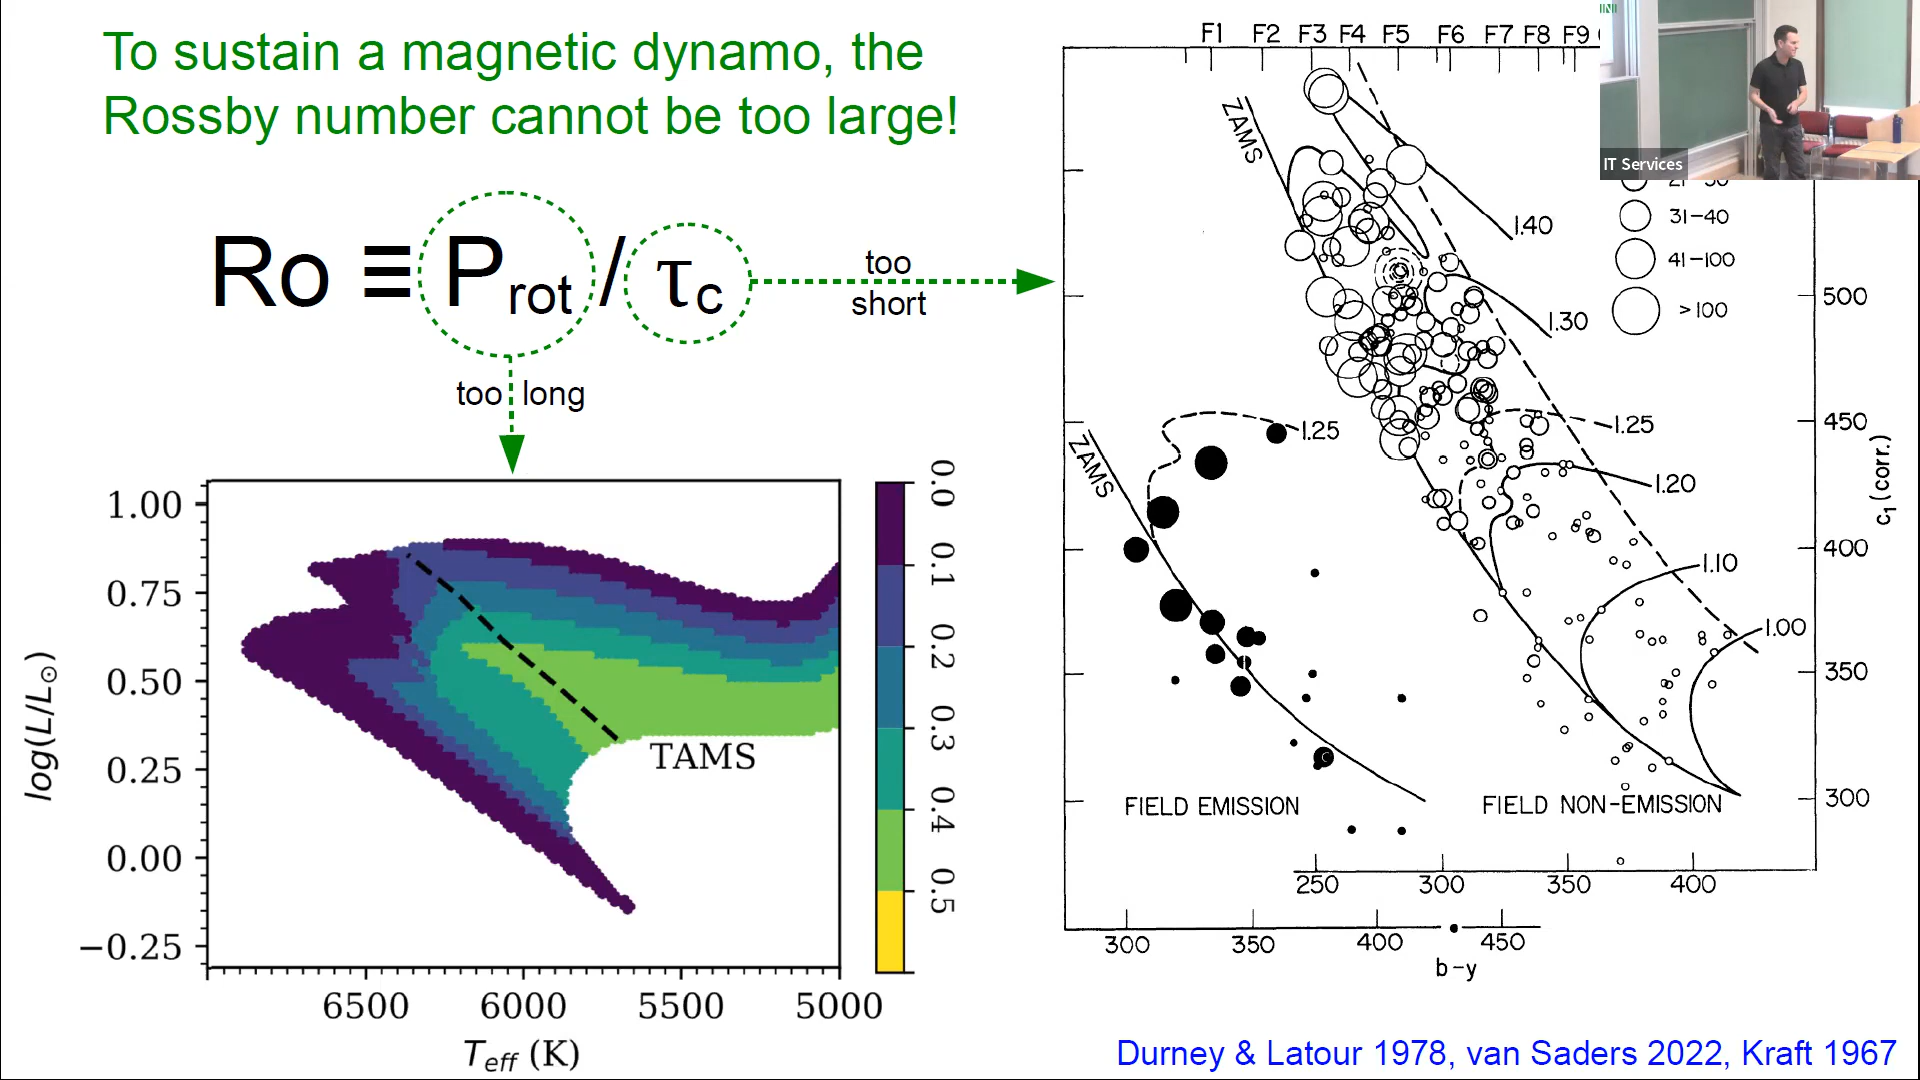 To sustain a magnetic dynamo, the
Rossby number cannot be too large!
Ro ≡ Prot / τc
too
short
too long
1.00
0.75
0.50
0.25
0.00
−0.25
log(L/L⊙)
6500
6000
5500
5000
Teff (K)
TAMS
0.0
0.1
0.2
0.3
0.4
0.5
F1
F2
F3
F4
F5
F6
F7
F8
F9
IT Services
ZAMS
31–40
41–100
>100
1.40
1.30
1.25
1.20
1.10
1.00
ZAMS
1.25
500
450
400
350
300
c1 (corr.)
FIELD EMISSION
FIELD NON-EMISSION
250
300
350
400
300
350
400
450
b-y
Durney & Latour 1978, van Saders 2022, Kraft 1967